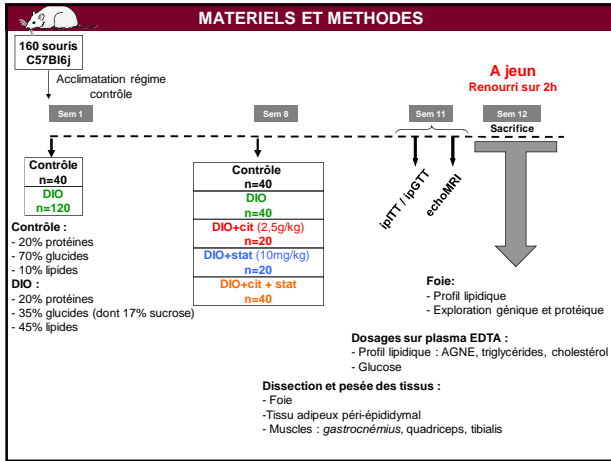 MATERIELS ET METHODES
160 souris
C57Bl6j
Acclimatation régime
contrôle
A jeun
Renourri sur 2h
Sem 1
Sem 8
Sem 11
Sem 12
Sacrifice
Contrôle
n=40
DIO
n=120
Contrôle
n=40
DIO
n=40
DIO+cit (2,5g/kg)
n=20
DIO+stat (10mg/kg)
n=20
DIO+cit + stat
n=40
ipITT / ipGTT
echoMRI
Contrôle :
- 20% protéines
- 70% glucides
- 10% lipides
DIO :
- 20% protéines
- 35% glucides (dont 17% sucrose)
- 45% lipides
Foie:
- Profil lipidique
- Exploration génique et protéique
Dosages sur plasma EDTA :
- Profil lipidique : AGNE, triglycérides, cholestérol
- Glucose
Dissection et pesée des tissus :
- Foie
-Tissu adipeux péri-épididymal
- Muscles : gastrocnémius, quadriceps, tibialis